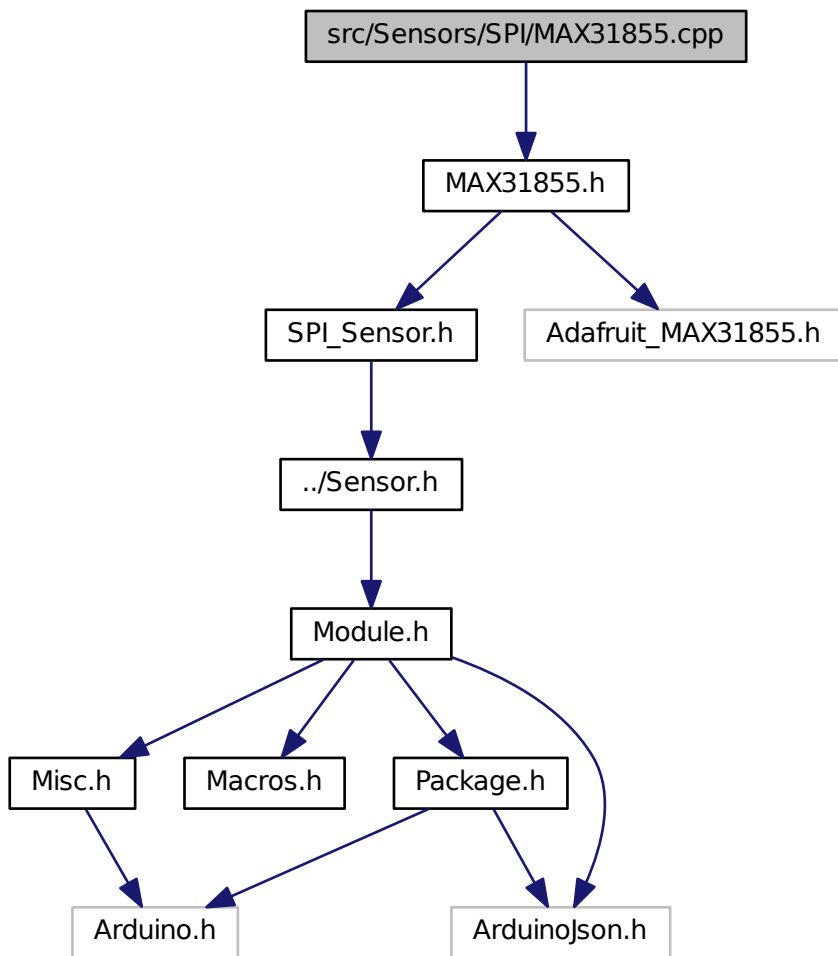 src/Sensors/SPI/MAX31855.cpp
MAX31855.h
SPI_Sensor.h
Adafruit_MAX31855.h
../Sensor.h
Module.h
Misc.h
Macros.h
Package.h
Arduino.h
ArduinoJson.h